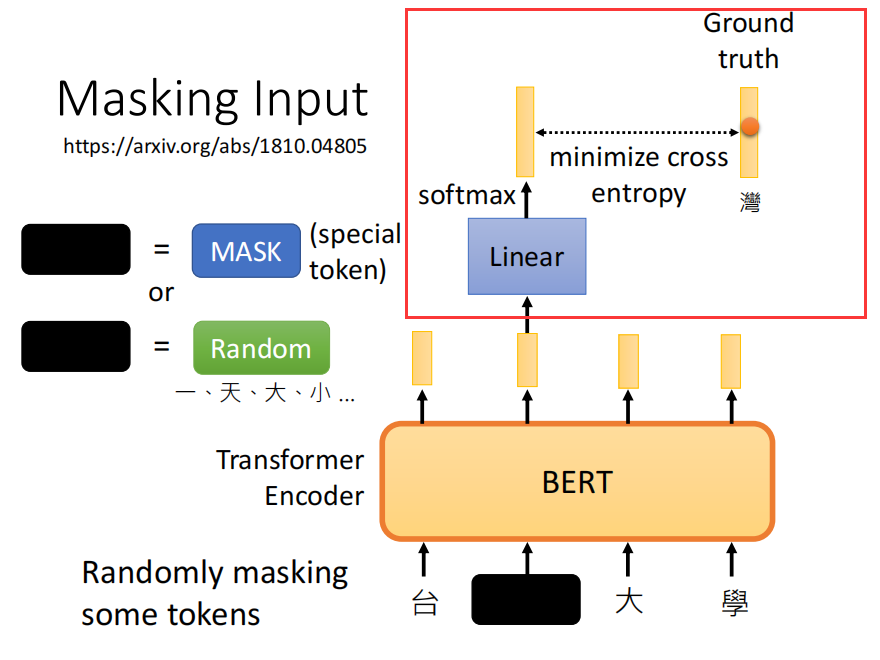 Masking Input
https://arxiv.org/abs/1810.04805
Ground
truth
minimize cross
entropy
softmax
灣
Linear
= MASK (special
token)
or
= Random
一、天、大、小 ...
Transformer
Encoder
BERT
Randomly masking
some tokens
台 大 學